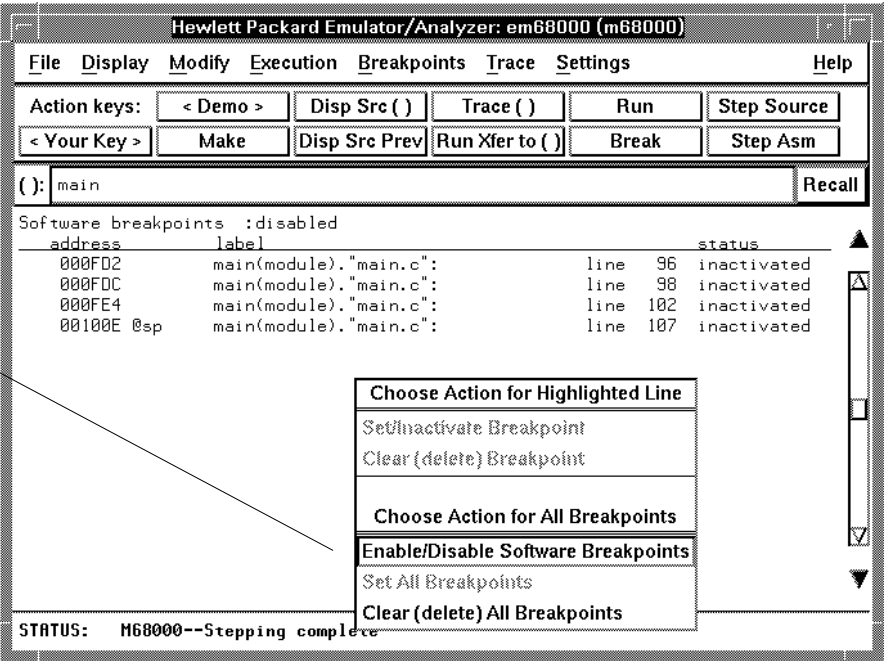 Hewlett Packard Emulator/Analyzer: em68000 (m68000)
File Display Modify Execution Breakpoints Trace Settings Help
Action keys: < Demo > Disp Src ( ) Trace ( ) Run Step Source
< Your Key > Make Disp Src Prev Run Xfer to ( ) Break Step Asm
( ): main Recall
Software breakpoints :disabled
address label status
000FD2 main(module)."main.c": line 96 inactivated
000FDC main(module)."main.c": line 98 inactivated
000FE4 main(module)."main.c": line 102 inactivated
00100E @sp main(module)."main.c": line 107 inactivated
Choose Action for Highlighted Line
Set/Inactivate Breakpoint
Clear (delete) Breakpoint
Choose Action for All Breakpoints
Enable/Disable Software Breakpoints
Set All Breakpoints
Clear (delete) All Breakpoints
STATUS: M68000--Stepping complete